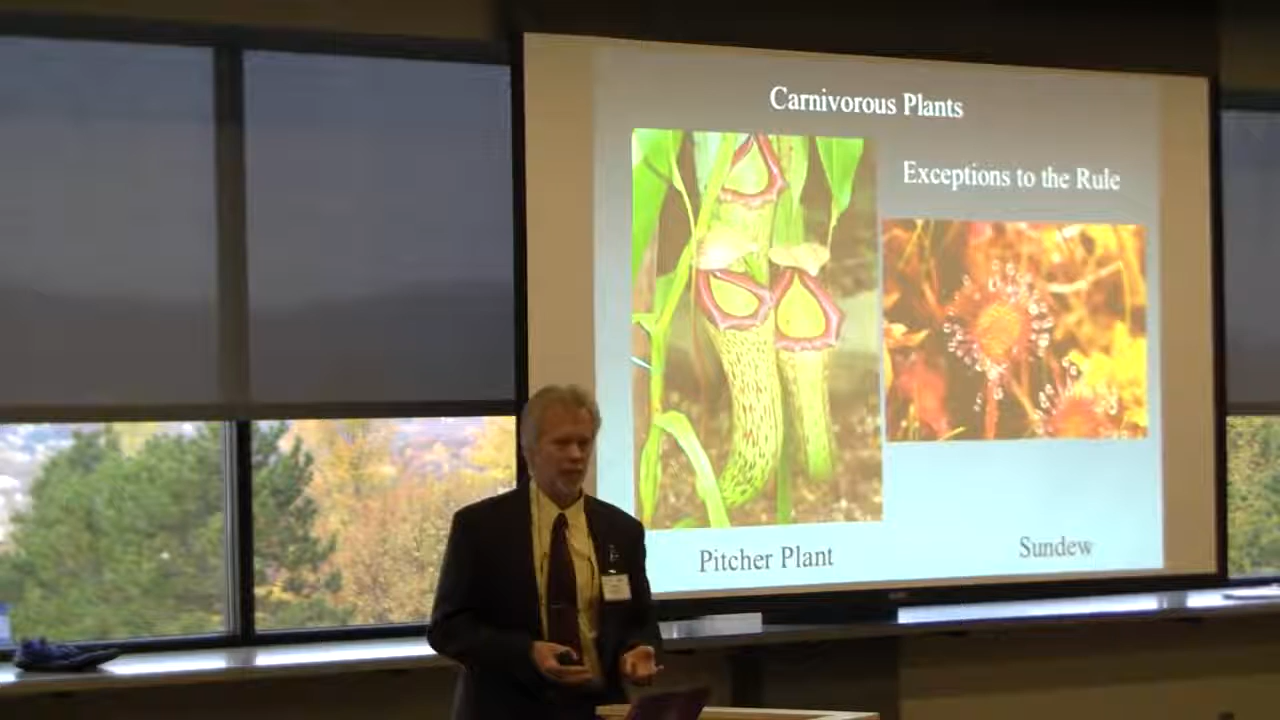 Carnivorous Plants
Exceptions to the Rule
Pitcher Plant
Sundew